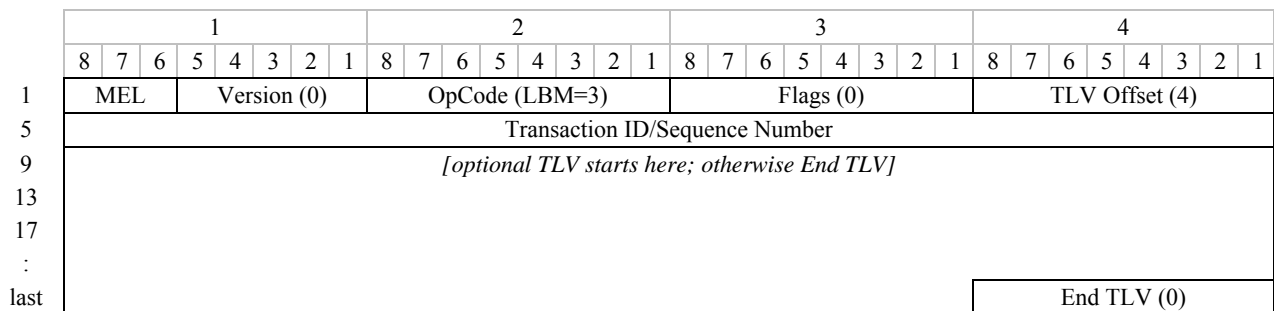 1 2 3 4
8 7 6 5 4 3 2 1 8 7 6 5 4 3 2 1 8 7 6 5 4 3 2 1 8 7 6 5 4 3 2 1
1 MEL Version (0) OpCode (LBM=3) Flags (0) TLV Offset (4)
5 Transaction ID/Sequence Number
9 [optional TLV starts here; otherwise End TLV]
13
17
:
last End TLV (0)